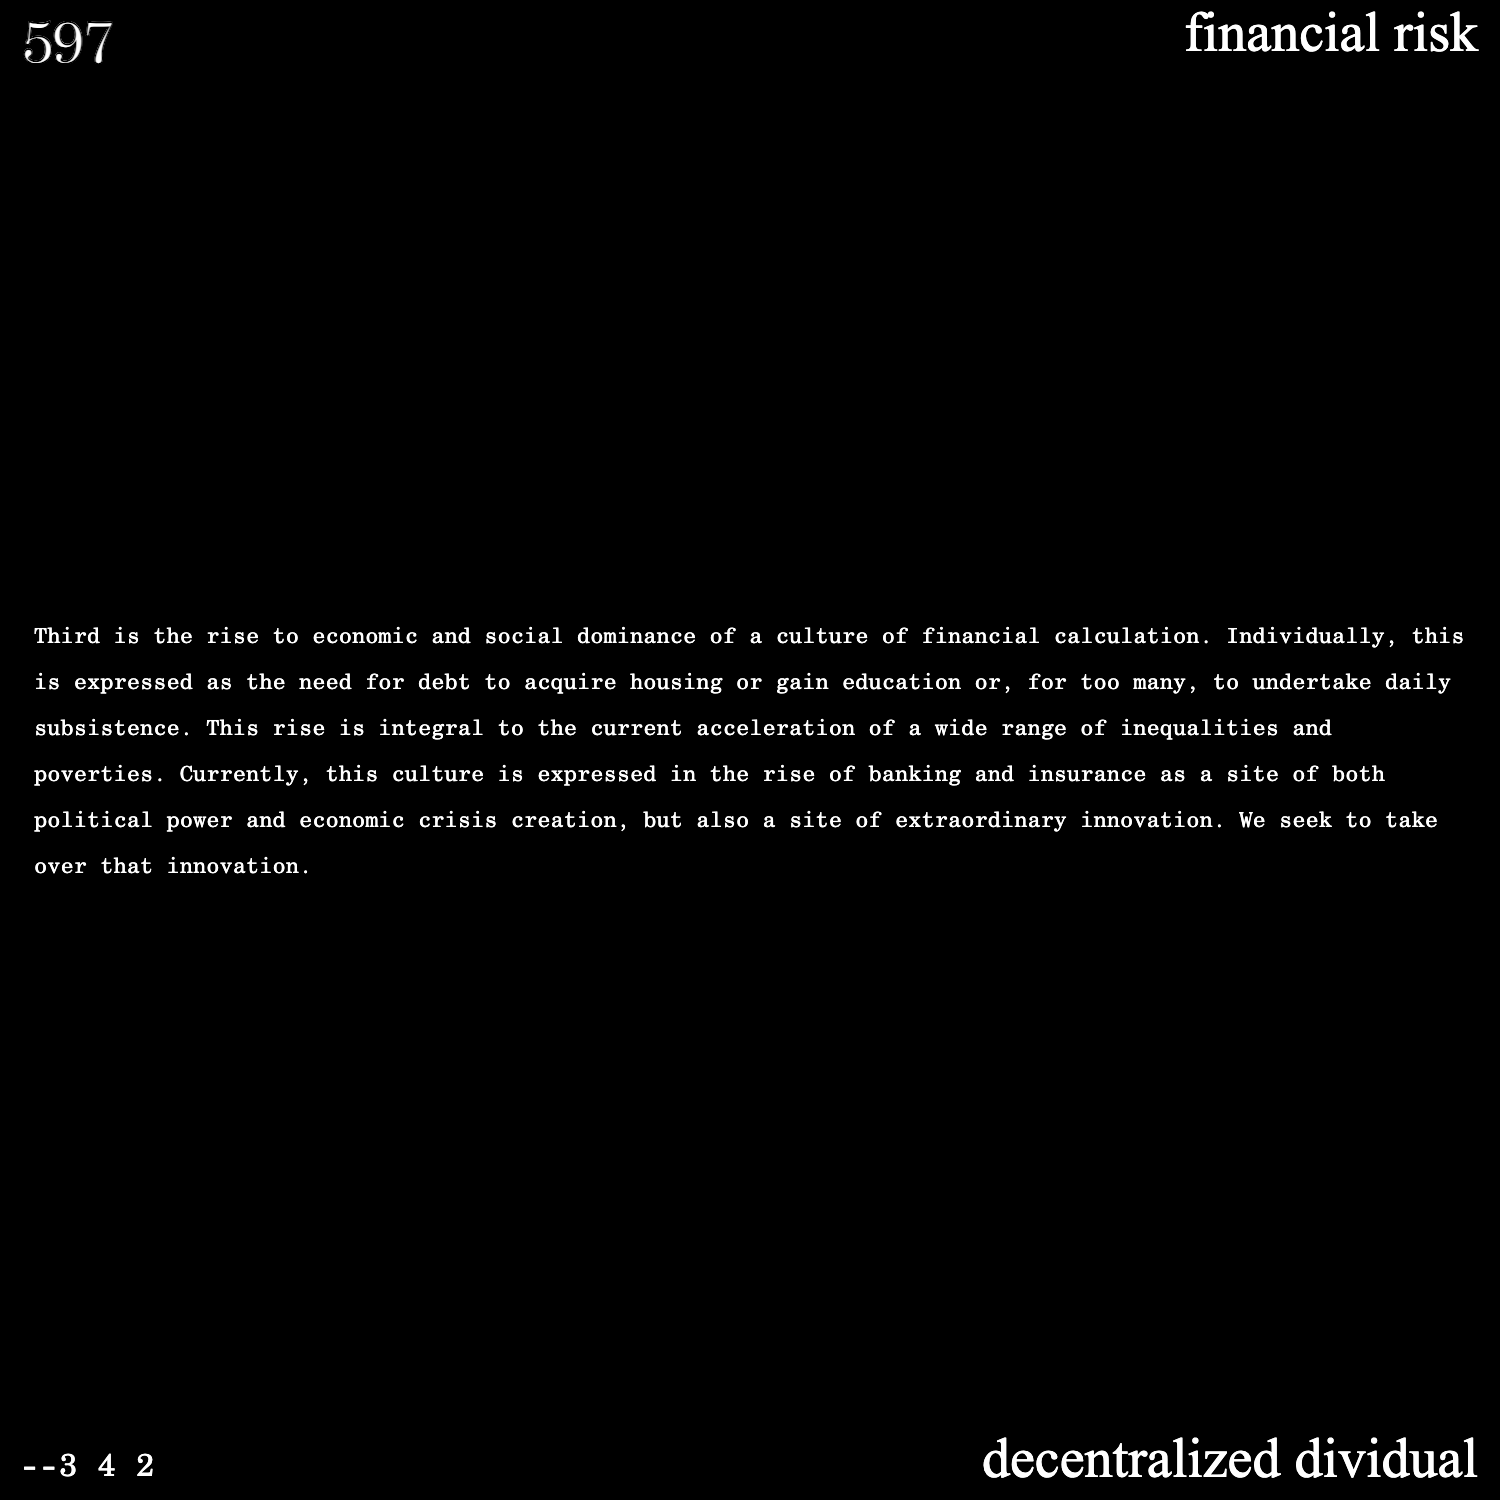 597
financial risk
Third is the rise to economic and social dominance of a culture of financial calculation. Individually, this
is expressed as the need for debt to acquire housing or gain education or, for too many, to undertake daily
subsistence. This rise is integral to the current acceleration of a wide range of inequalities and
poverties. Currently, this culture is expressed in the rise of banking and insurance as a site of both
political power and economic crisis creation, but also a site of extraordinary innovation. We seek to take
over that innovation.
--3 4 2
decentralized dividual